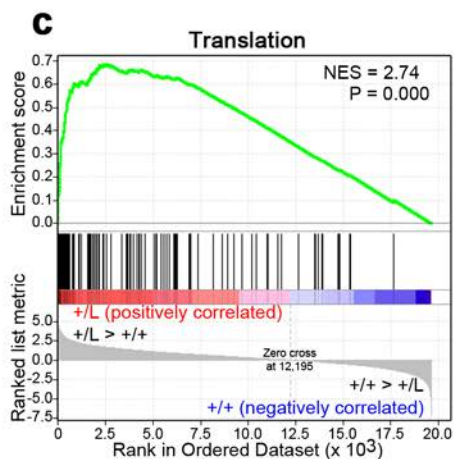 C
Translation
NES = 2.74
P = 0.000
Enrichment score
0.7
0.6
0.5
0.4
0.3
0.2
0.1
0.0
+/L (positively correlated)
+/L > +/+
Zero cross
at 12,195
+/+ > +/L
+/+ (negatively correlated)
Ranked list metric
5.0
2.5
0.0
-2.5
-5.0
-7.5
0 2.5 5.0 7.5 10.0 12.5 15.0 17.5 20.0
Rank in Ordered Dataset (x 10³)